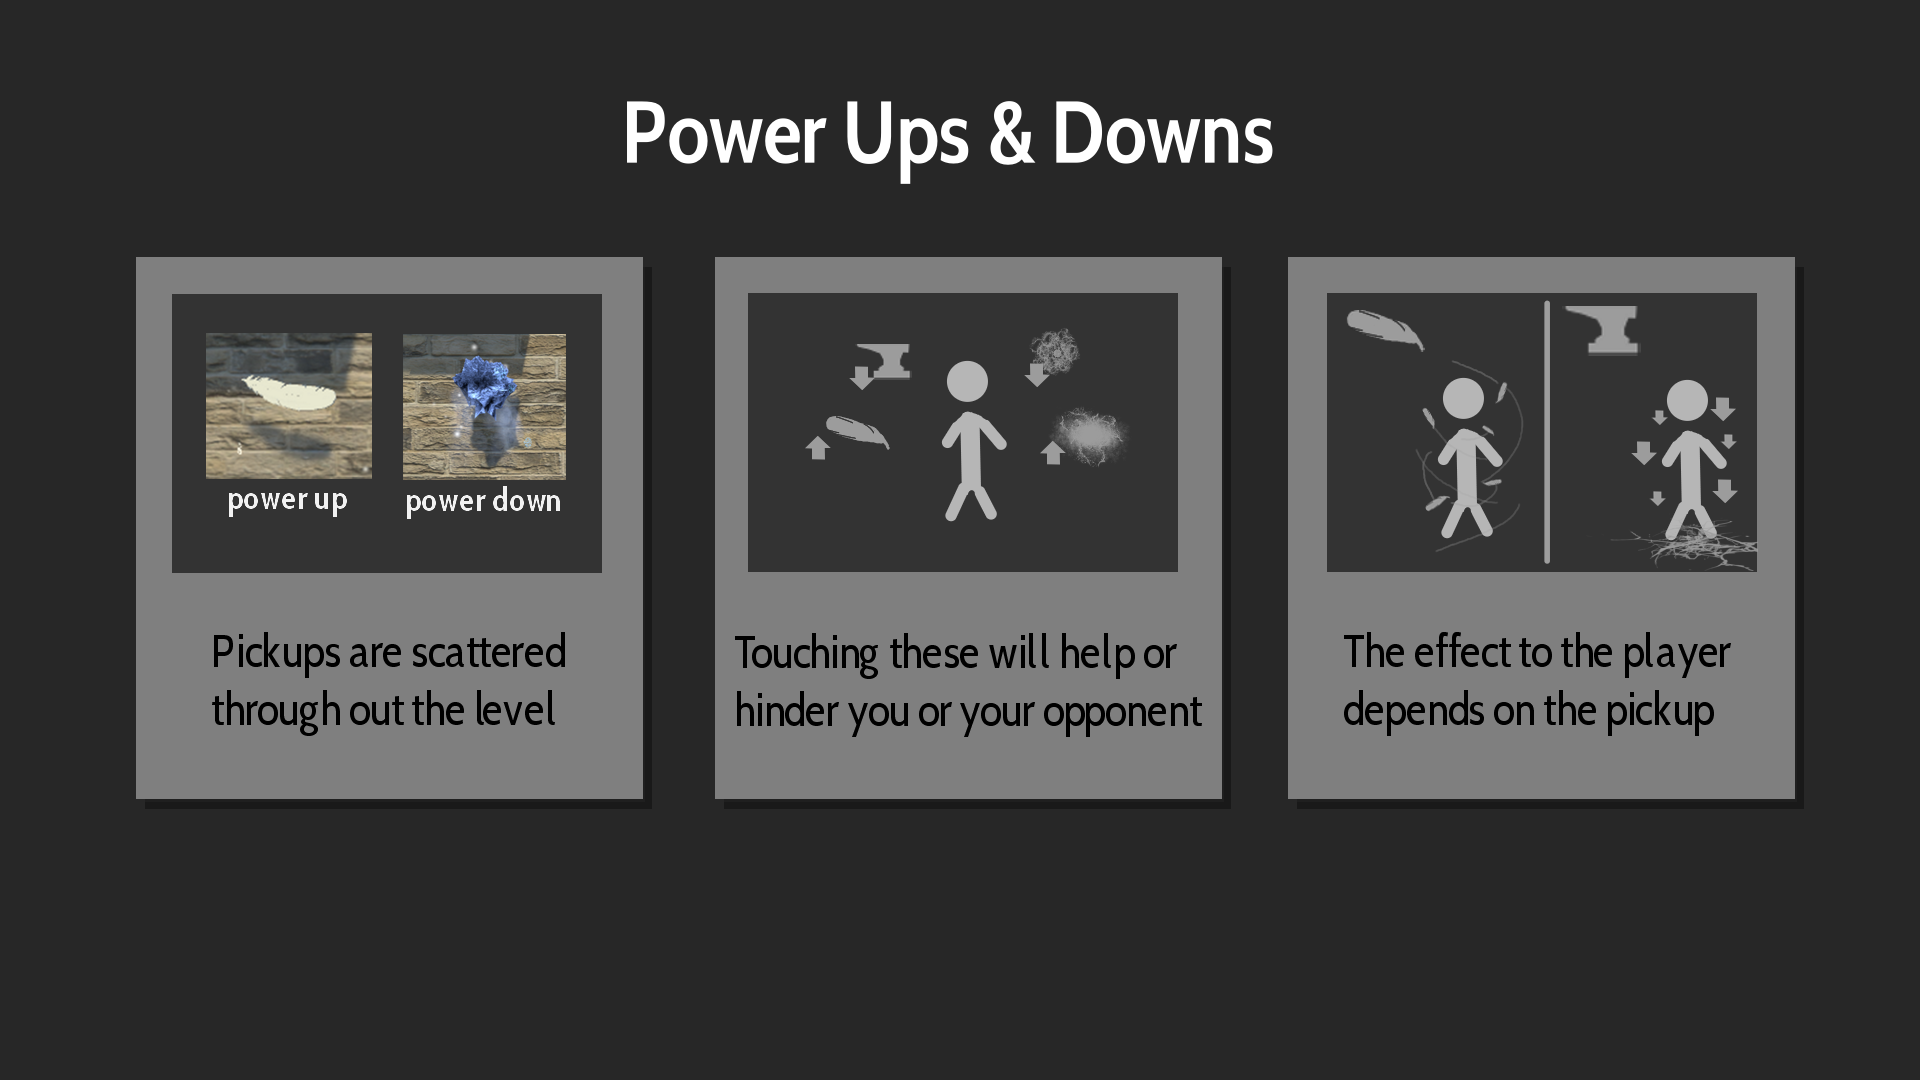 Power Ups & Downs
power up
power down
Pickups are scattered
through out the level
Touching these will help or
hinder you or your opponent
The effect to the player
depends on the pickup